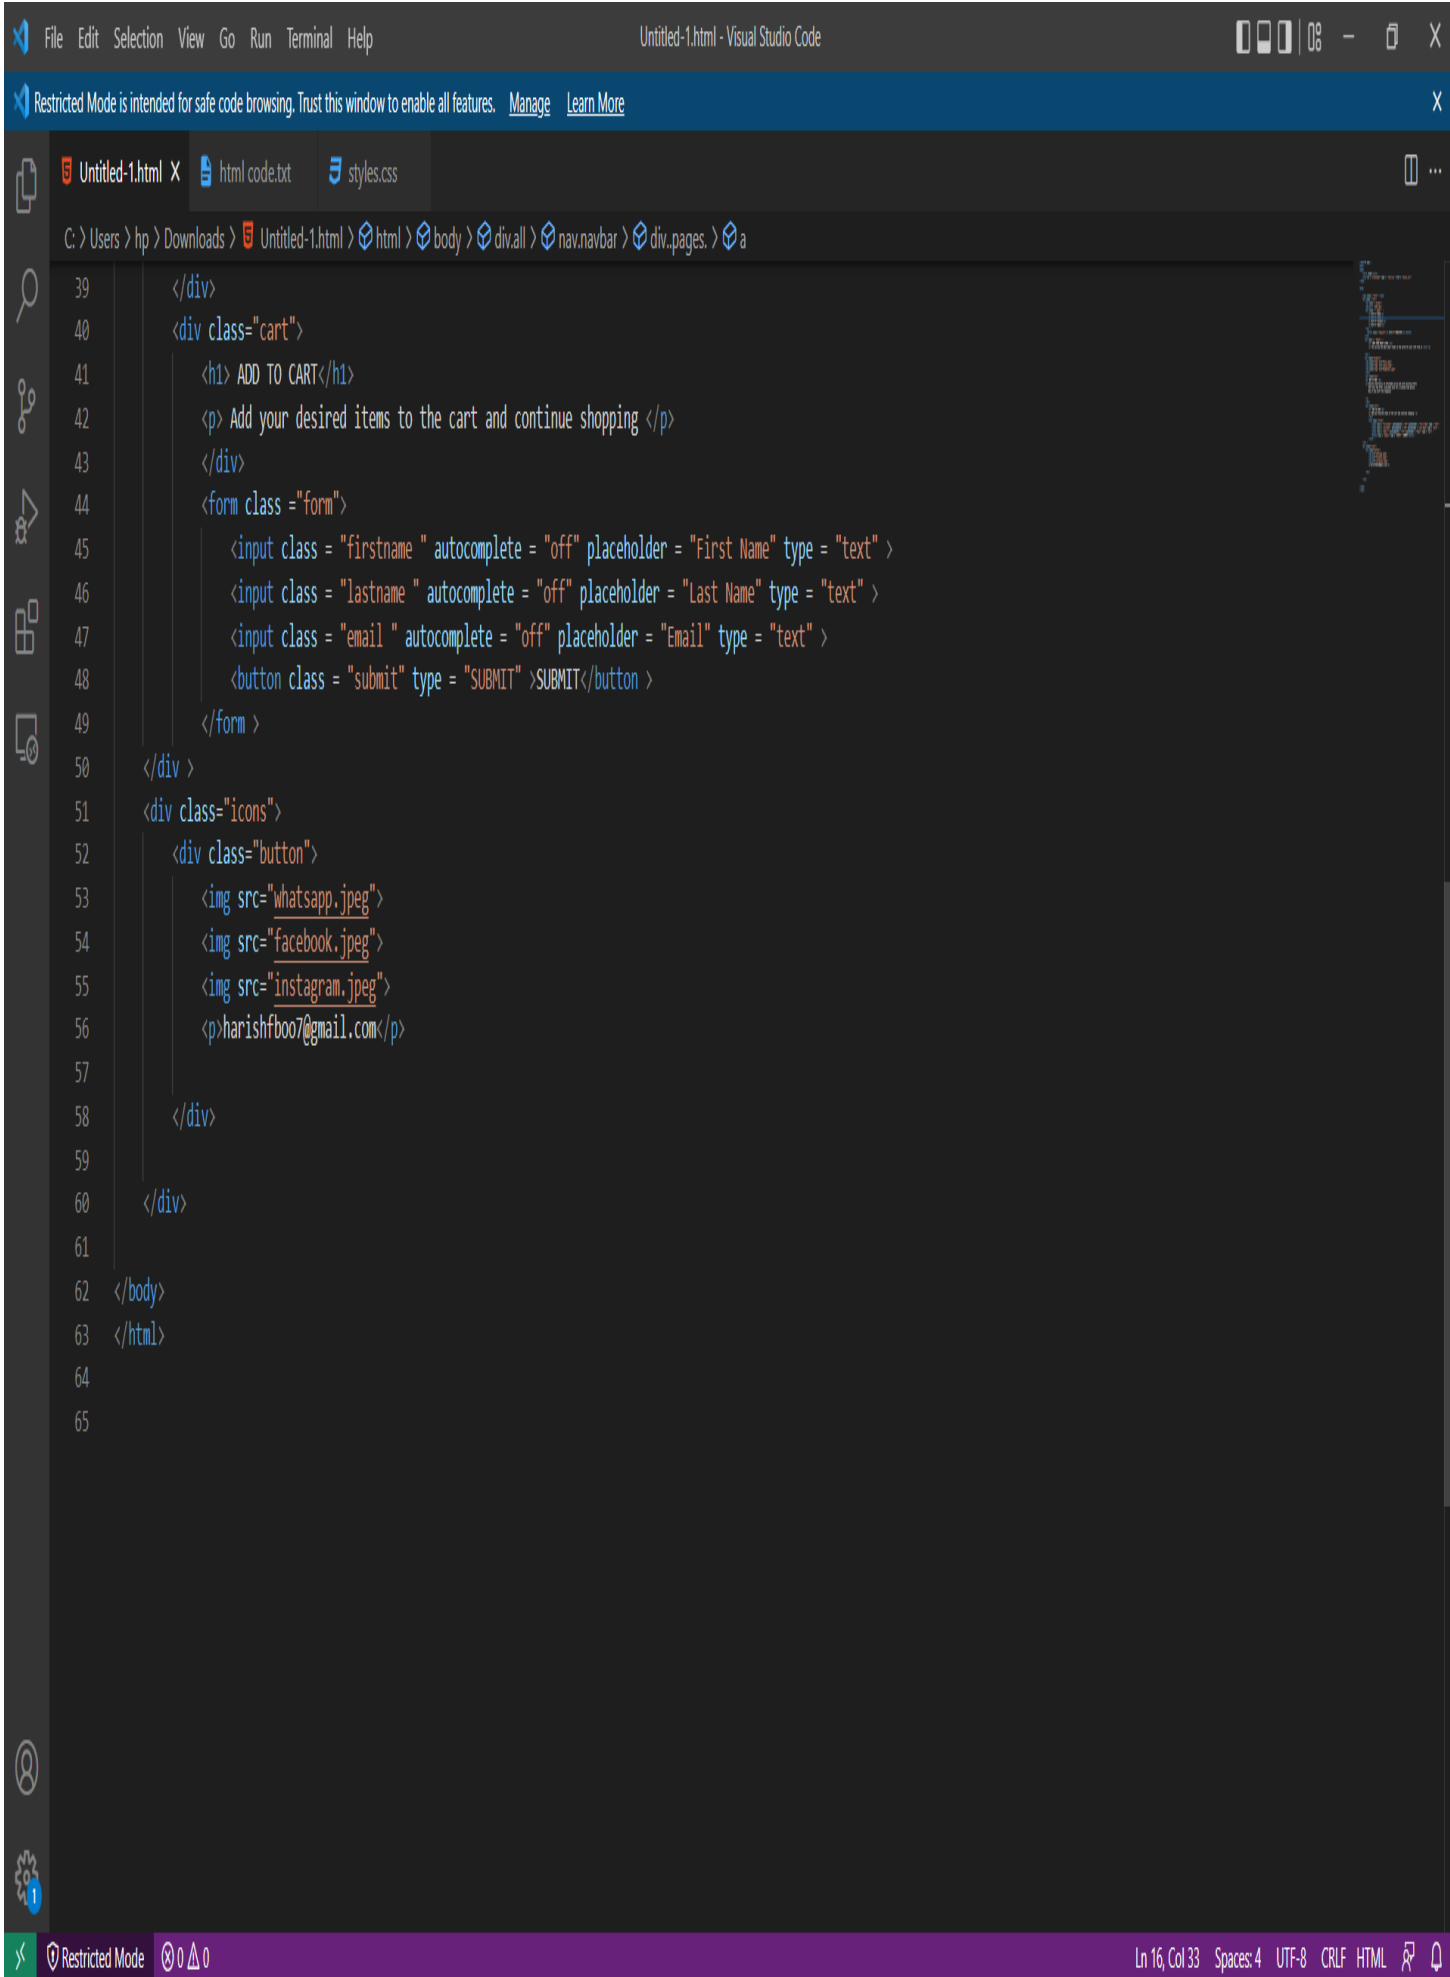 File Edit Selection View Go Run Terminal Help Untitled-1.html - Visual Studio Code
Restricted Mode is intended for safe code browsing. Trust this window to enable all features. Manage Learn More
Untitled-1.html html code.txt styles.css
C: > Users > hp > Downloads > Untitled-1.html > html > body > div.all > nav.navbar > div..pages. > a
39 </div>
40 <div class="cart">
41 <h1> ADD TO CART</h1>
42 <p> Add your desired items to the cart and continue shopping </p>
43 </div>
44 <form class ="form">
45 <input class = "firstname " autocomplete = "off" placeholder = "First Name" type = "text" >
46 <input class = "lastname " autocomplete = "off" placeholder = "Last Name" type = "text" >
47 <input class = "email " autocomplete = "off" placeholder = "Email" type = "text" >
48 <button class = "submit" type = "SUBMIT" >SUBMIT</button >
49 </form >
50 </div >
51 <div class="icons">
52 <div class="button">
53 <img src="whatsapp.jpeg">
54 <img src="facebook.jpeg">
55 <img src="instagram.jpeg">
56 <p>harishfboo7@gmail.com</p>
57
58 </div>
59
60 </div>
61
62 </body>
63 </html>
64
65
1
Restricted Mode 0 0 Ln 16, Col 33 Spaces: 4 UTF-8 CRLF HTML